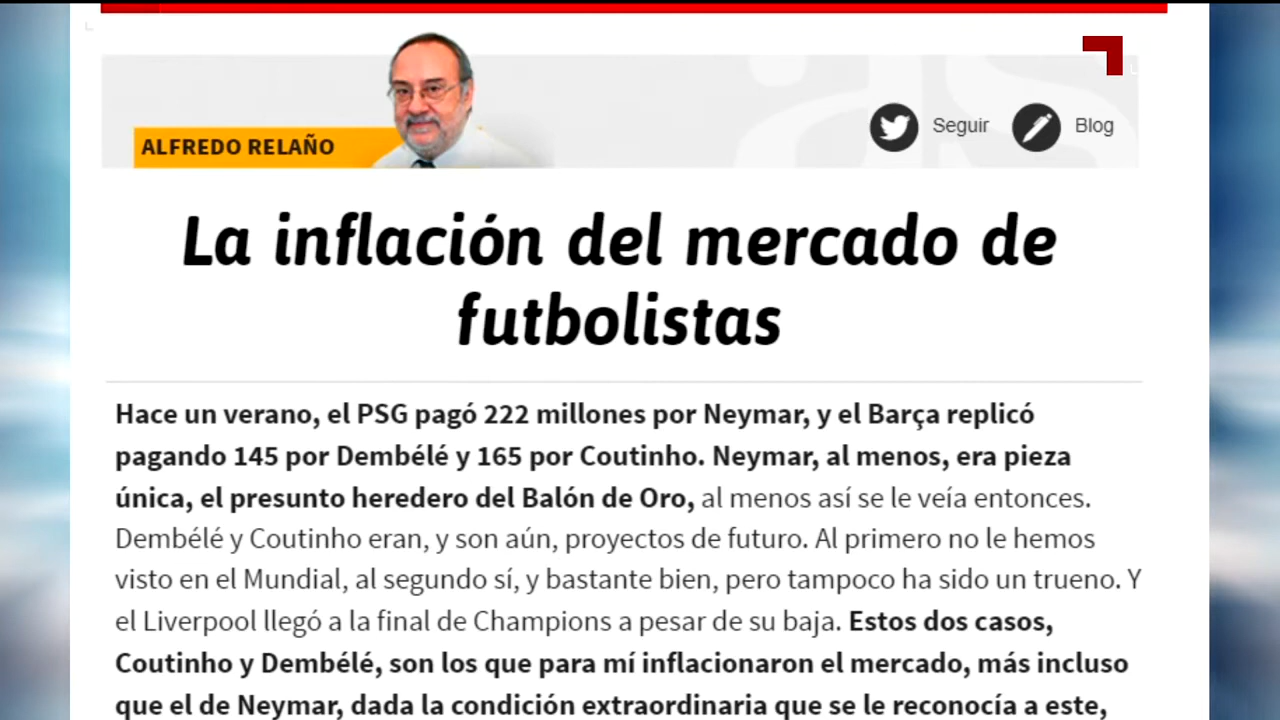 as
ALFREDO RELAÑO
Seguir
Blog
La inflación del mercado de
futbolistas
Hace un verano, el PSG pagó 222 millones por Neymar, y el Barça replicó
pagando 145 por Dembélé y 165 por Coutinho. Neymar, al menos, era pieza
única, el presunto heredero del Balón de Oro, al menos así se le veía entonces.
Dembélé y Coutinho eran, y son aún, proyectos de futuro. Al primero no le hemos
visto en el Mundial, al segundo sí, y bastante bien, pero tampoco ha sido un trueno. Y
el Liverpool llegó a la final de Champions a pesar de su baja. Estos dos casos,
Coutinho y Dembélé, son los que para mí inflacionaron el mercado, más incluso
que el de Neymar, dada la condición extraordinaria que se le reconocía a este,